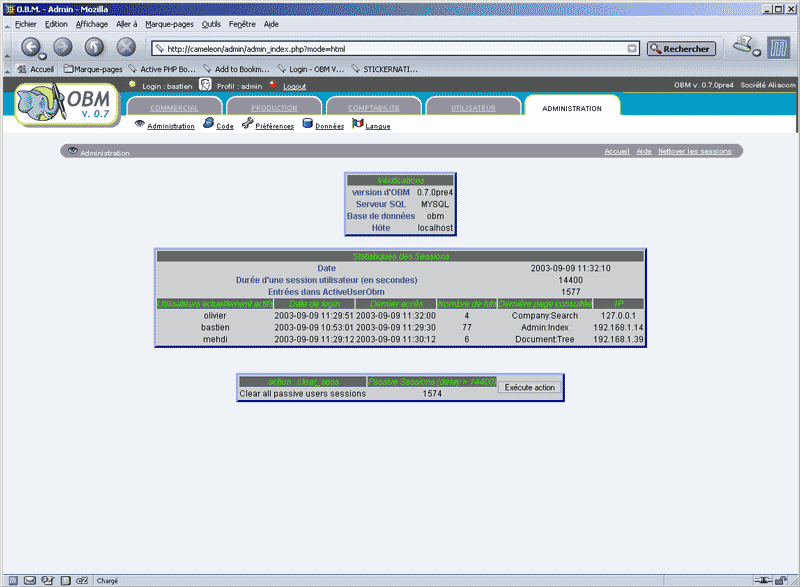 O.B.M. - Admin - Mozilla
Fichier Edition Affichage Aller à Marque-pages Outils Fenêtre Aide
http://cameleon/admin/admin_index.php?mode=html Rechercher
Accueil Marque-pages Active PHP Bo... Add to Bookm... Login - OBM V... STICKERNATI...
Login : bastien Profil : admin Logout OBM v. 0.7.0pre4 Société Aliacom
OBM
v. 0.7
COMMERCIAL PRODUCTION COMPTABILITE UTILISATEUR ADMINISTRATION
Administration Code Préférences Données Langue
Administration Accueil Aide Nettoyer les sessions
Vérifications
version d'OBM 0.7.0pre4
Serveur SQL MYSQL
Base de données obm
Hôte localhost
Statistiques des Sessions
Date 2003-09-09 11:32:10
Durée d'une session utilisateur (en secondes) 14400
Entrées dans ActiveUserObm 1577
Utilisateurs actuellement actifs Date de login Dernier accès Nombre de hits Dernière page consultée IP
olivier 2003-09-09 11:29:51 2003-09-09 11:32:00 4 Company:Search 127.0.0.1
bastien 2003-09-09 10:53:01 2003-09-09 11:29:30 77 Admin:Index 192.168.1.14
mehdi 2003-09-09 11:29:12 2003-09-09 11:30:12 6 Document:Tree 192.168.1.39
action : clear_sess Passive Sessions (delay > 14400) Exécute action
Clear all passive users sessions 1574
Chargé